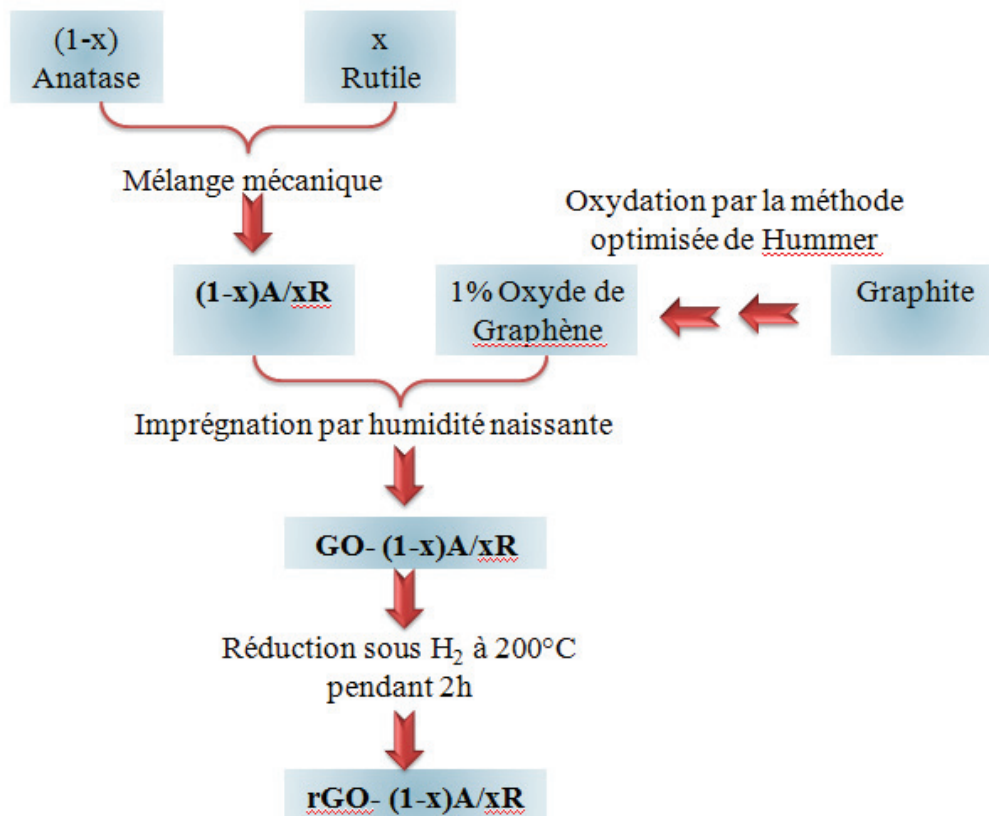 (1-x)
Anatase
x
Rutile
Mélange mécanique
Oxydation par la méthode
optimisée de Hummer
(1-x)A/xR
1% Oxyde de
Graphène
Graphite
Imprégnation par humidité naissante
GO- (1-x)A/xR
Réduction sous H₂ à 200°C
pendant 2h
rGO- (1-x)A/xR